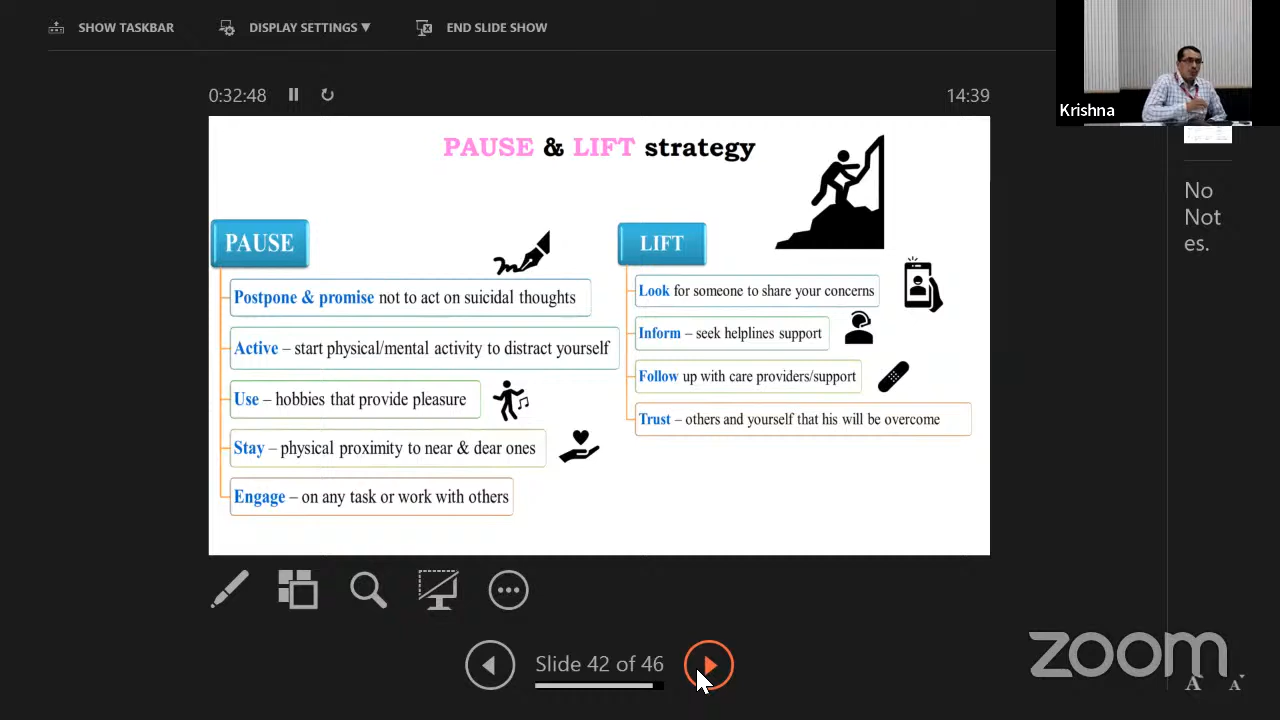 SHOW TASKBAR
DISPLAY SETTINGS ▼
END SLIDE SHOW
Krishna
0:32:48
14:39
PAUSE & LIFT strategy
PAUSE
Postpone & promise not to act on suicidal thoughts
Active – start physical/mental activity to distract yourself
Use – hobbies that provide pleasure
Stay – physical proximity to near & dear ones
Engage – on any task or work with others
LIFT
Look for someone to share your concerns
Inform – seek helplines support
Follow up with care providers/support
Trust – others and yourself that his will be overcome
No
Not
es.
Slide 42 of 46
zoom
A A